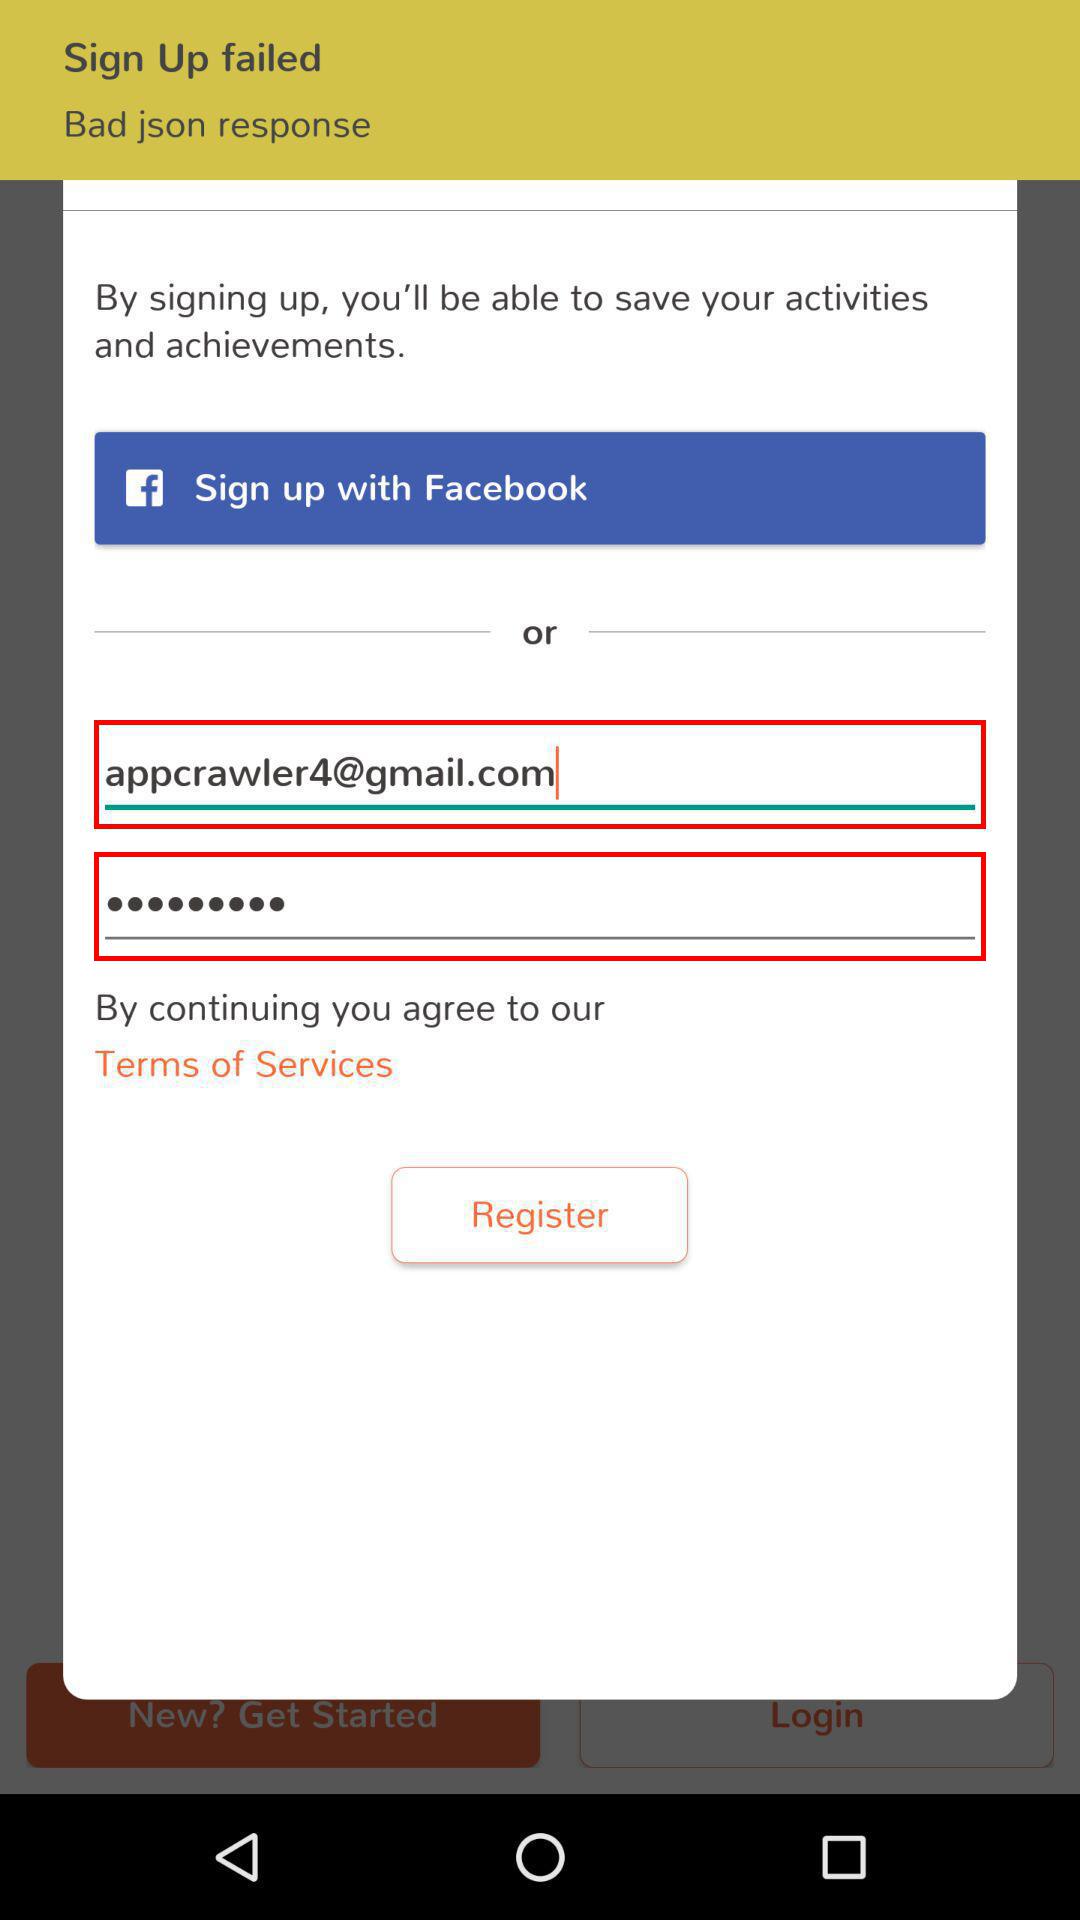 Sign Up failed
Bad json response
By signing up, you’ll be able to save your activities
and achievements.
Sign up with Facebook
or
appcrawler4@gmail.com
•••••••••
By continuing you agree to our
Terms of Services
Register
New? Get Started
Login